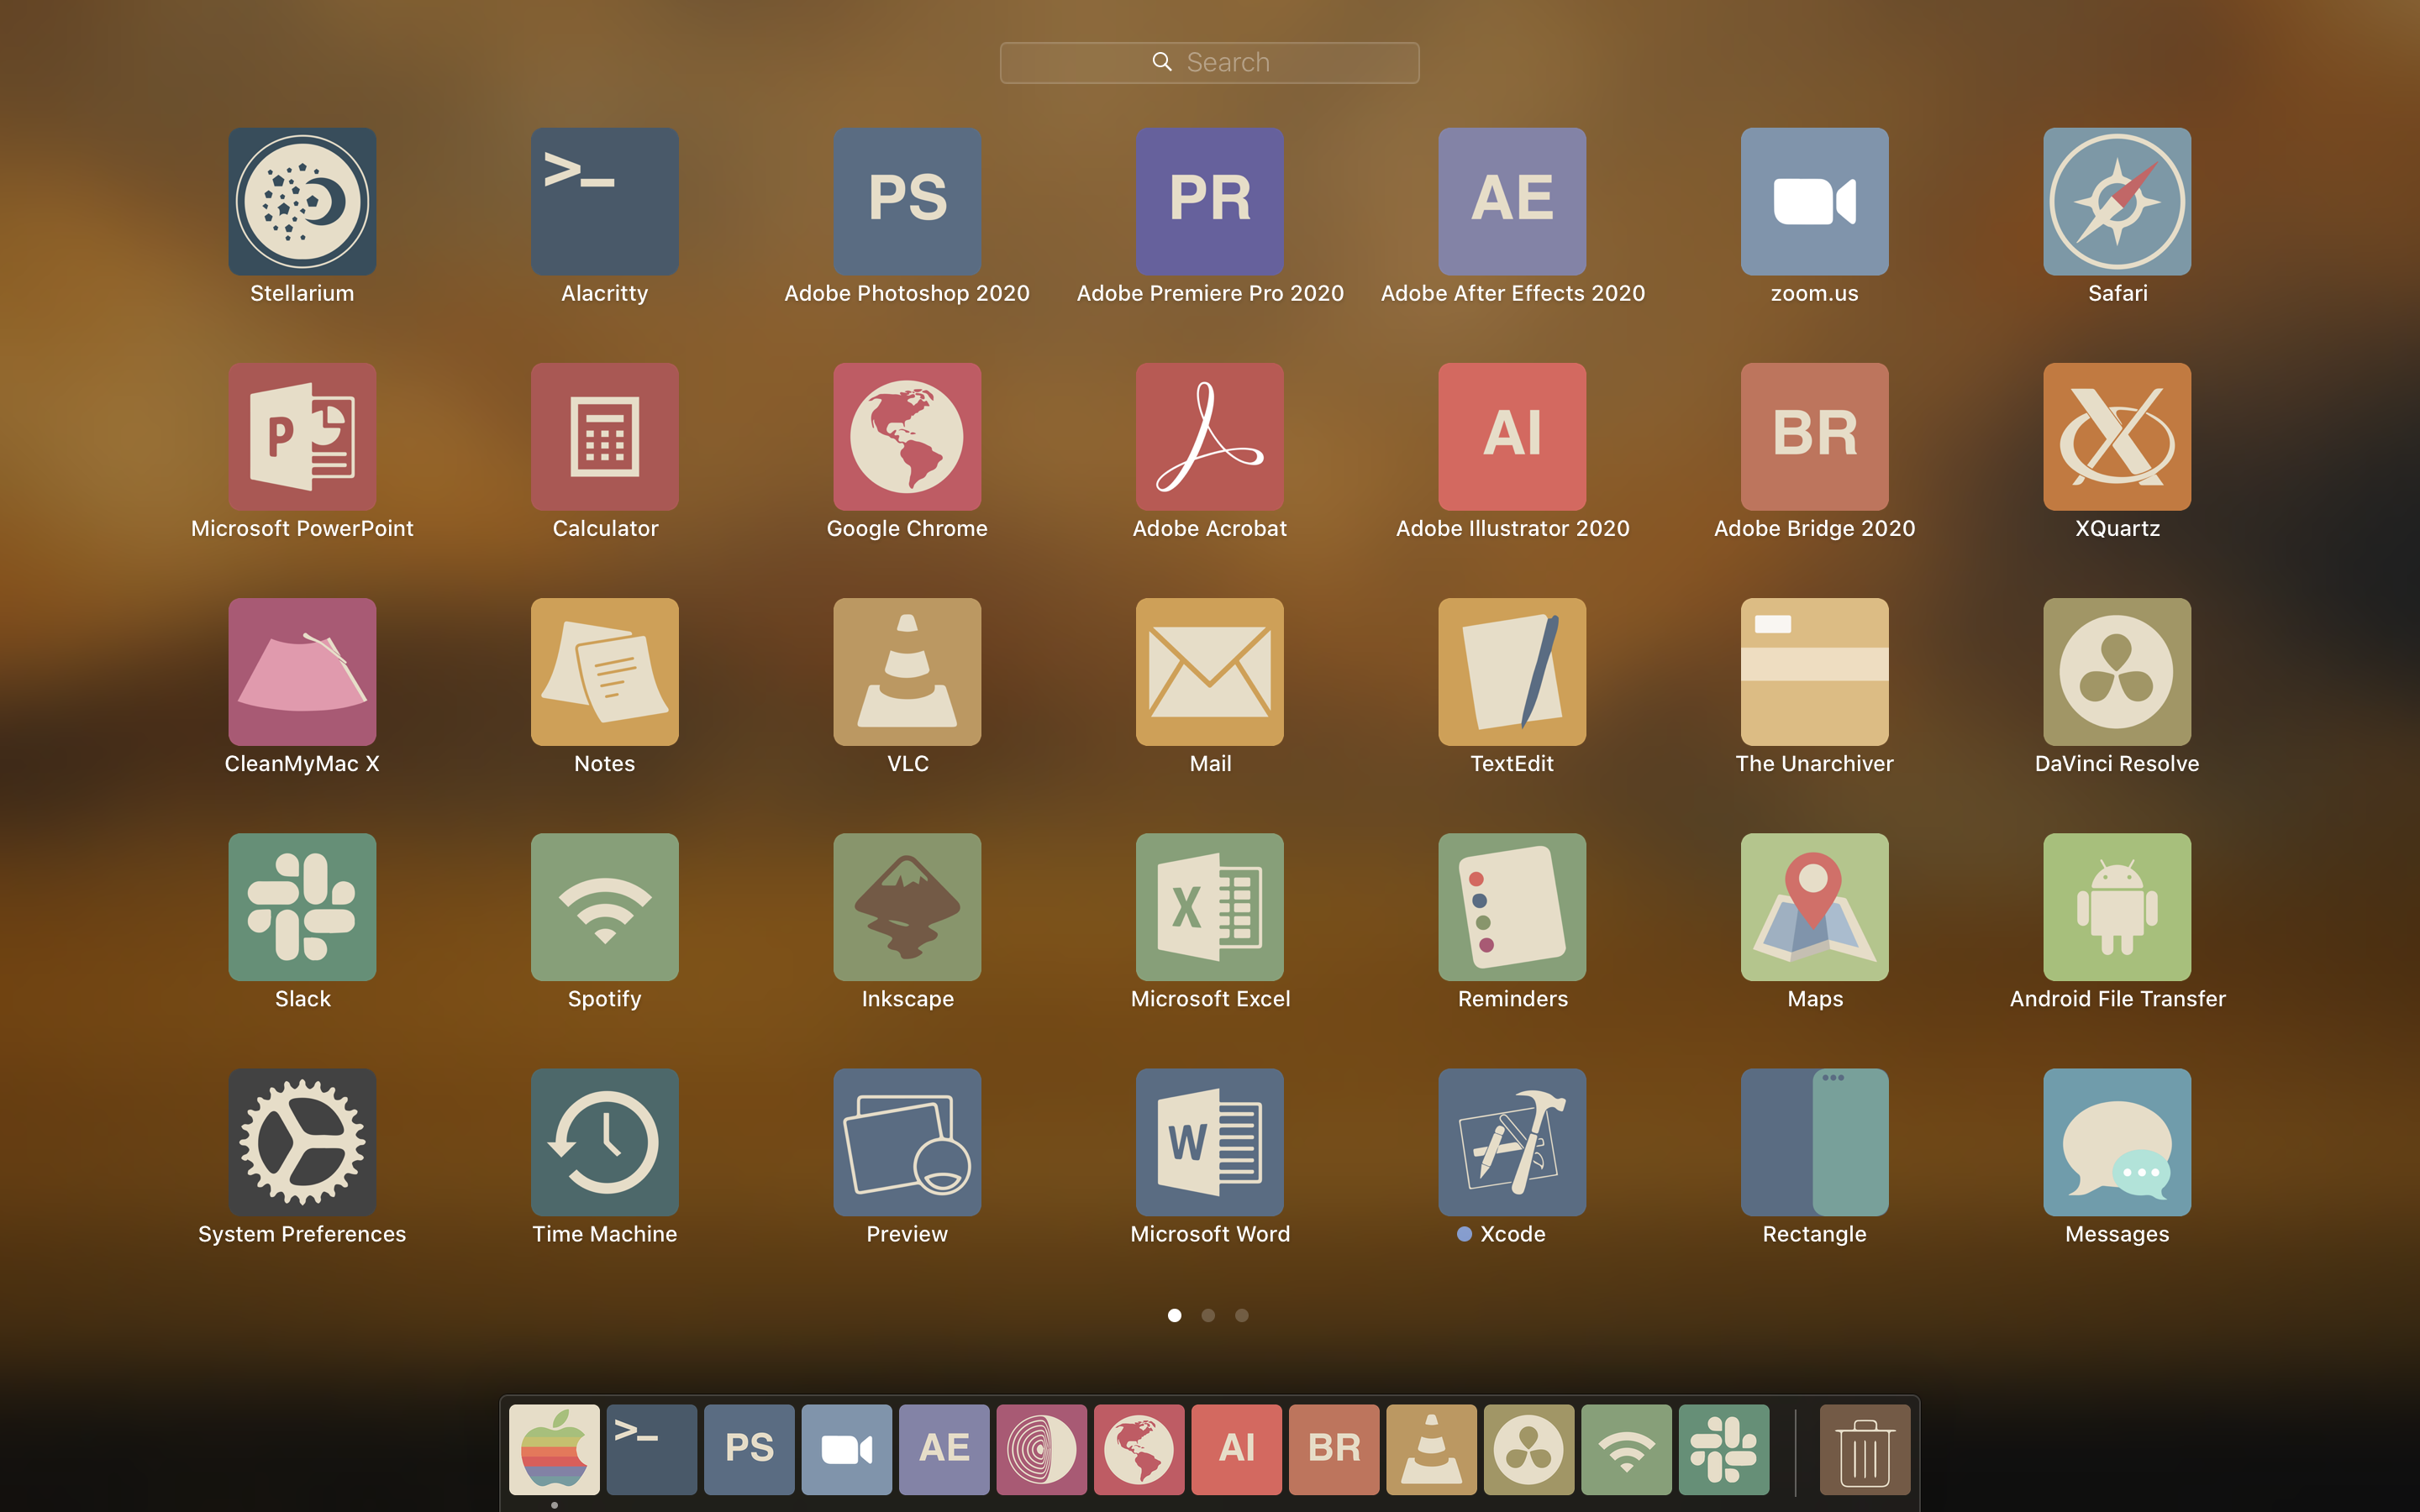 Search
>_
PS
PR
AE
Stellarium
Alacritty
Adobe Photoshop 2020
Adobe Premiere Pro 2020
Adobe After Effects 2020
zoom.us
Safari
P
AI
BR
X
Microsoft PowerPoint
Calculator
Google Chrome
Adobe Acrobat
Adobe Illustrator 2020
Adobe Bridge 2020
XQuartz
CleanMyMac X
Notes
VLC
Mail
TextEdit
The Unarchiver
DaVinci Resolve
X
Slack
Spotify
Inkscape
Microsoft Excel
Reminders
Maps
Android File Transfer
W
System Preferences
Time Machine
Preview
Microsoft Word
Xcode
Rectangle
Messages
>_
PS
AE
AI
BR